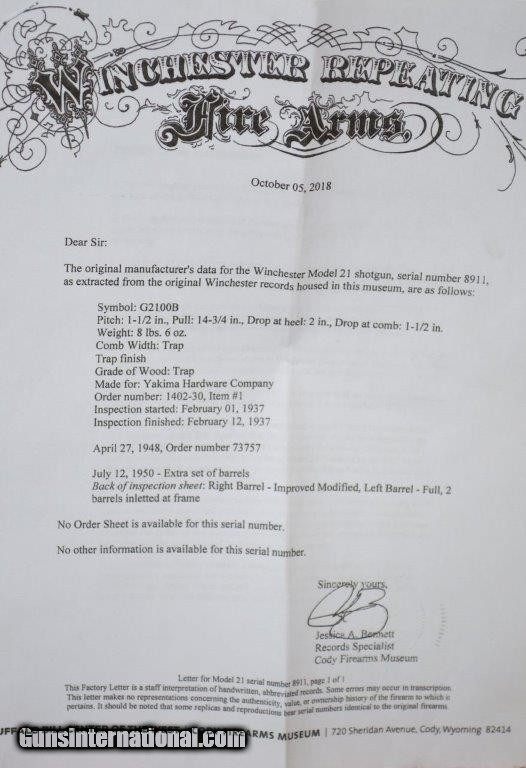 WINCHESTER REPEATING
Fire Arms.
October 05, 2018
Dear Sir:
The original manufacturer's data for the Winchester Model 21 shotgun, serial number 8911,
as extracted from the original Winchester records housed in this museum, are as follows:
Symbol: G2100B
Pitch: 1-1/2 in., Pull: 14-3/4 in., Drop at heel: 2 in., Drop at comb: 1-1/2 in.
Weight: 8 lbs. 6 oz.
Comb Width: Trap
Trap finish
Grade of Wood: Trap
Made for: Yakima Hardware Company
Order number: 1402-30, Item #1
Inspection started: February 01, 1937
Inspection finished: February 12, 1937
April 27, 1948, Order number 73757
July 12, 1950 - Extra set of barrels
Back of inspection sheet: Right Barrel - Improved Modified, Left Barrel - Full, 2
barrels inletted at frame
No Order Sheet is available for this serial number.
No other information is available for this serial number.
Sincerely yours,
Jessica A. Bennett
Records Specialist
Cody Firearms Museum
Letter for Model 21 serial number 8911, page 1 of 1
This Factory Letter is a staff interpretation of handwritten, abbreviated records. Some errors may occur in transcription.
This letter makes no representations concerning the authenticity, value, or ownership history of the firearm to which it
pertains. It should be noted that some replicas and reproductions bear serial numbers identical to the original firearms.
MUSEUM | 720 Sheridan Avenue, Cody, Wyoming 82414
GunsInternational.com